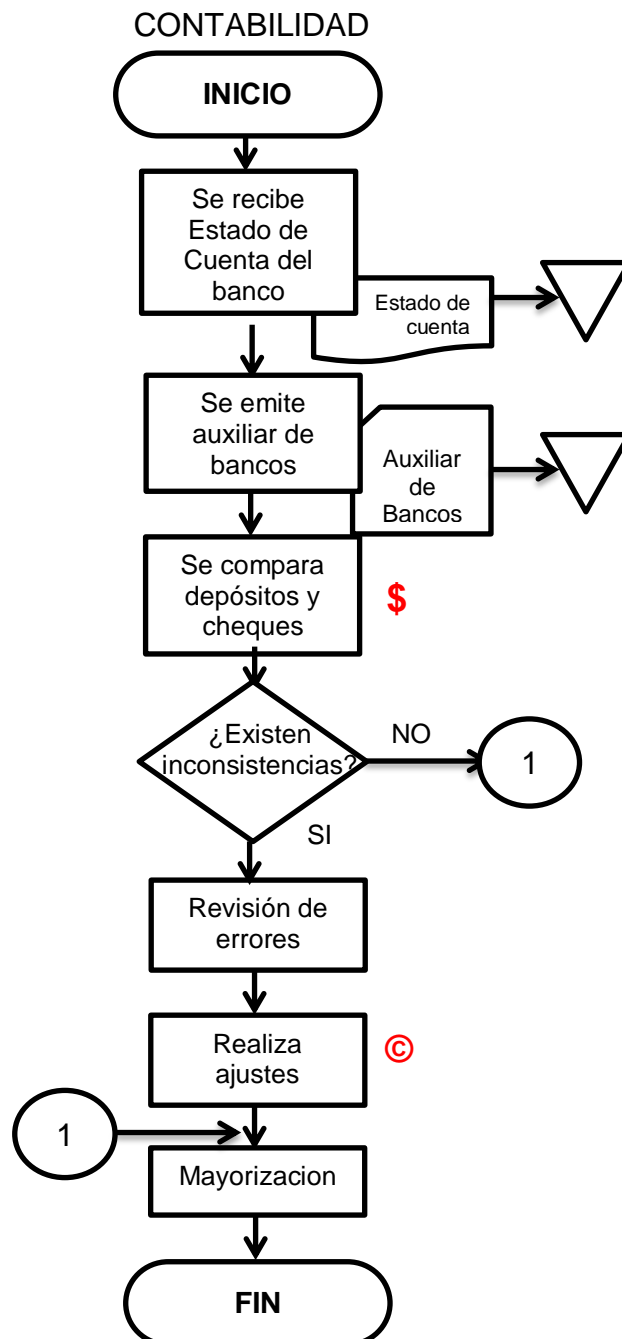 CONTABILIDAD
INICIO
Se recibe
Estado de
Cuenta del
banco
Estado de
cuenta
Se emite
auxiliar de
bancos
Auxiliar
de
Bancos
Se compara
depósitos y
cheques
$
¿Existen
inconsistencias?
NO
1
SI
Revisión de
errores
Realiza
ajustes
©
1
Mayorizacion
FIN